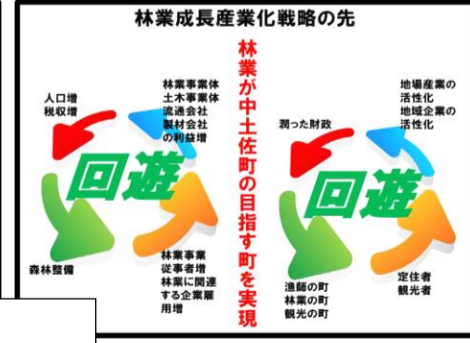 林業成長産業化戦略の先
人口増
税収増
林業事業体
土木事業体
流通会社
製材会社
の利益増
回遊
森林整備
林業事業
従事者増
林業に関連
する企業雇
用増
林業が中土佐町の目指す町を実現
潤った財政
地場産業の
活性化
地域企業の
活性化
回遊
漁師の町
林業の町
観光の町
定住者
観光者